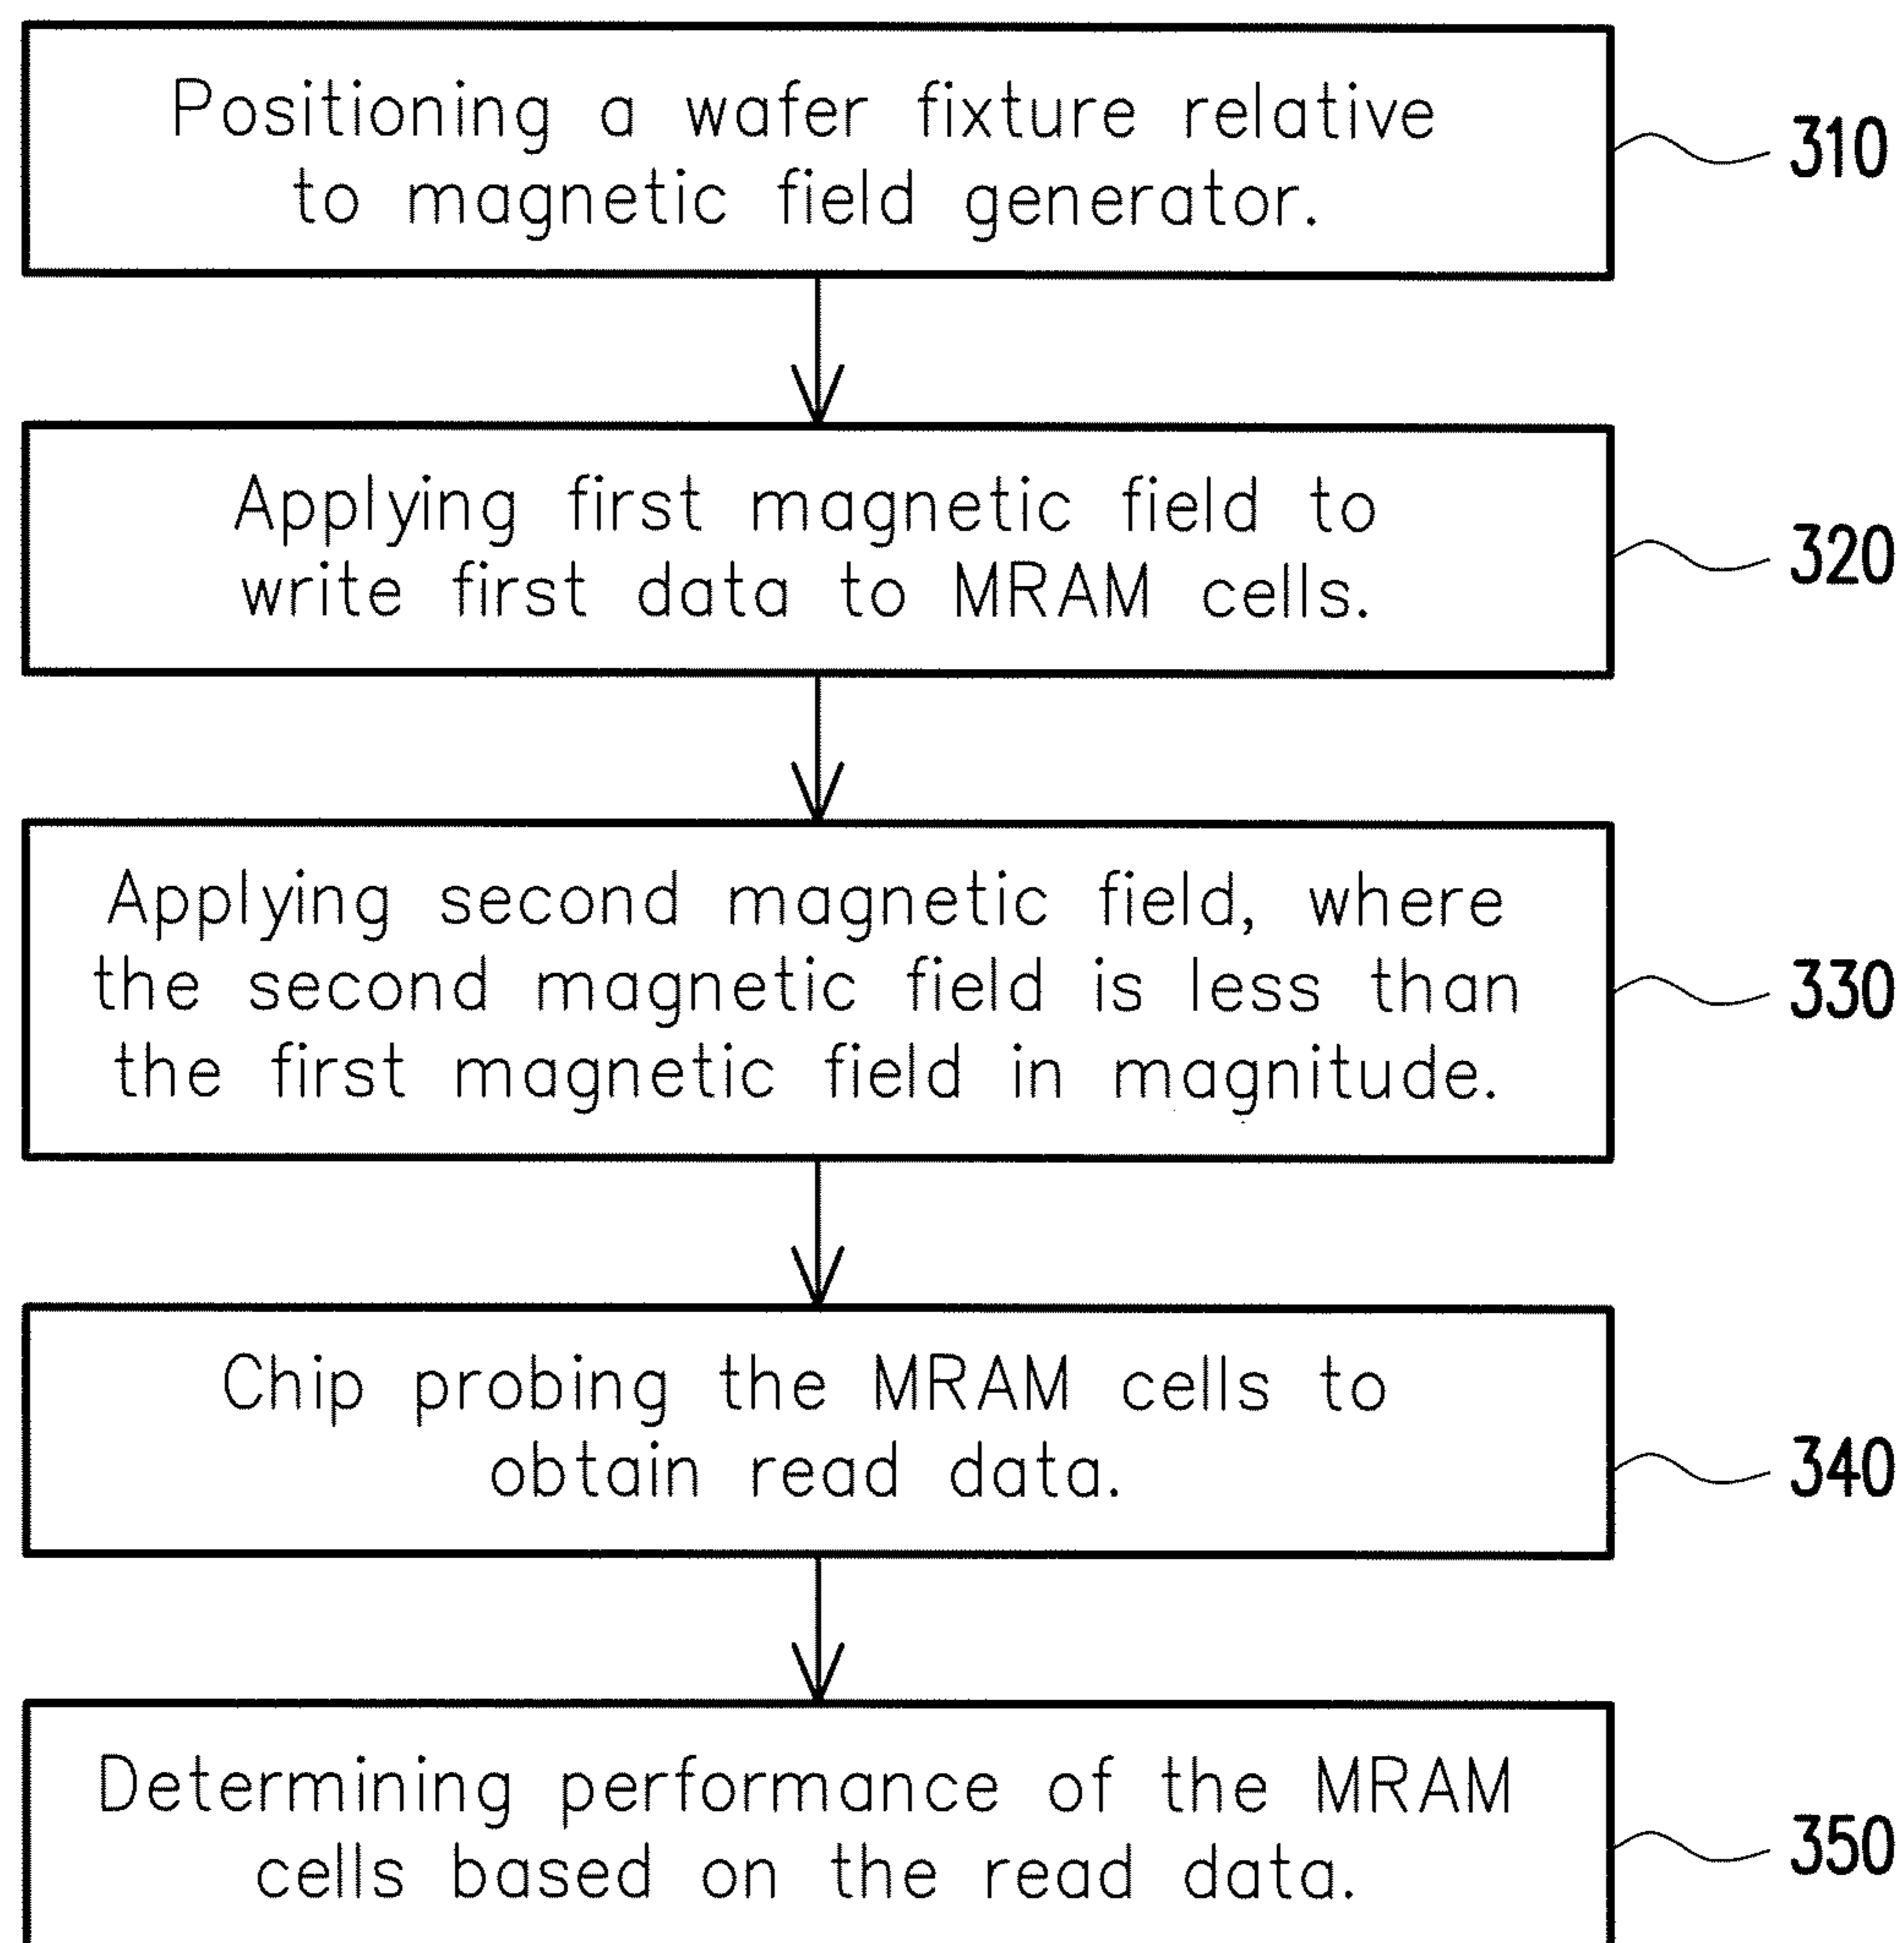 Positioning a wafer fixture relative
to magnetic field generator.
310
Applying first magnetic field to
write first data to MRAM cells.
320
Applying second magnetic field, where
the second magnetic field is less than
the first magnetic field in magnitude.
330
Chip probing the MRAM cells to
obtain read data.
340
Determining performance of the MRAM
cells based on the read data.
350